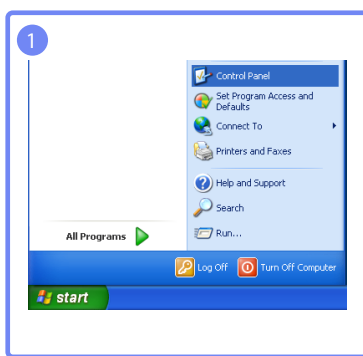 1
Control Panel
Set Program Access and
Defaults
Connect To
Printers and Faxes
Help and Support
Search
All Programs
Run...
Log Off
Turn Off Computer
start